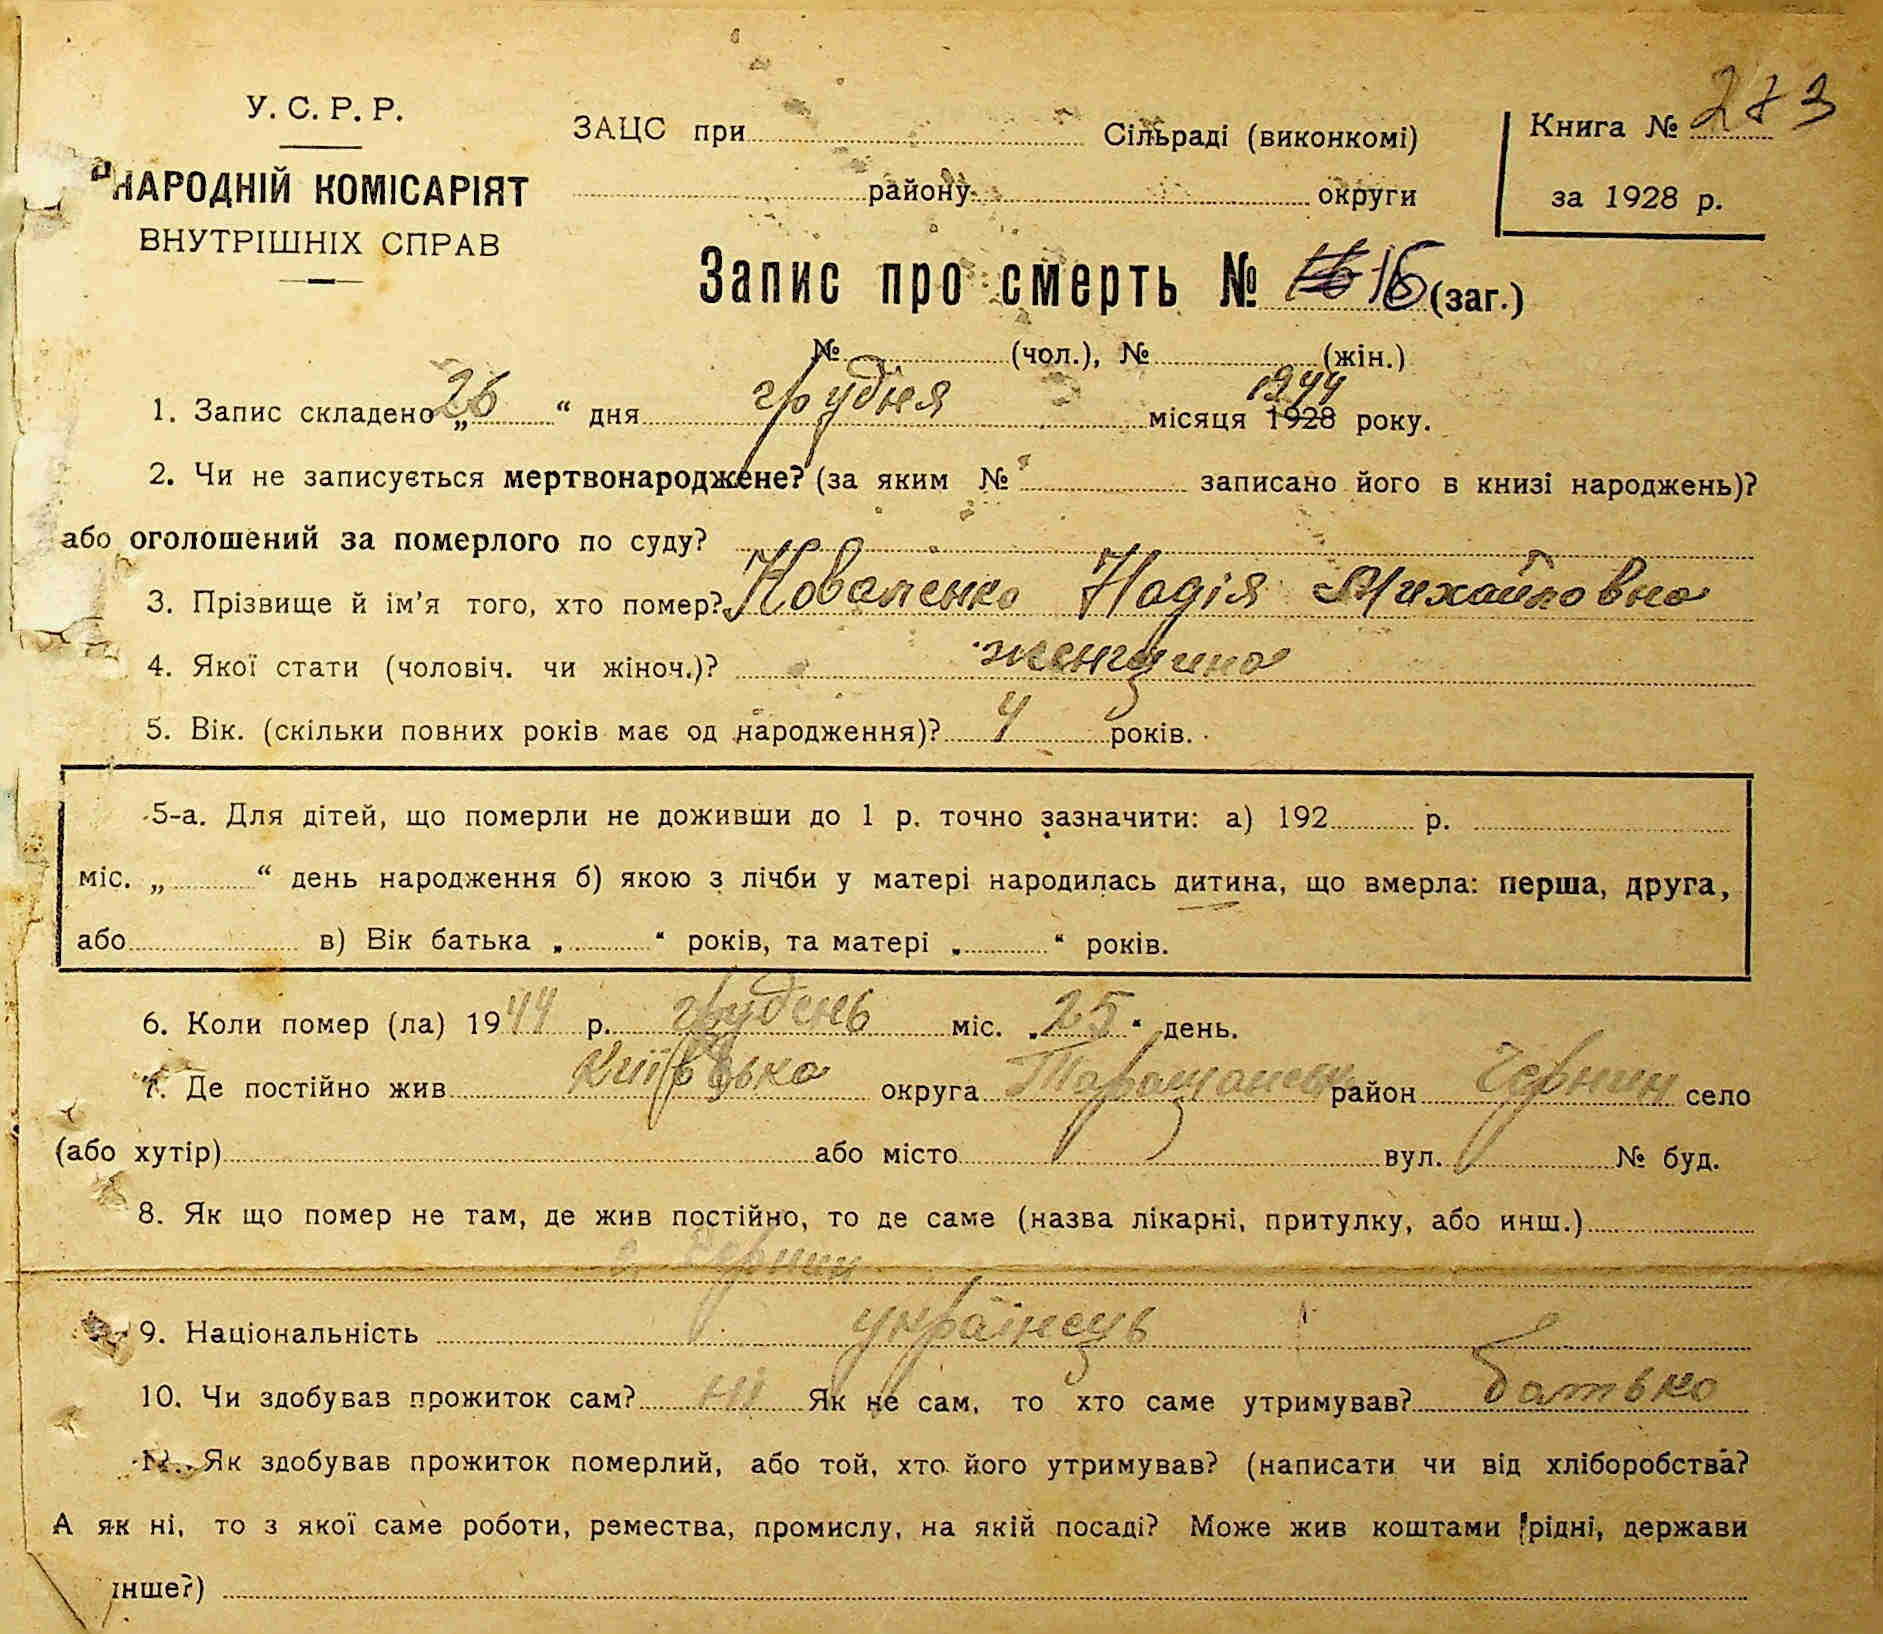 У. С. Р. Р.
НАРОДНІЙ КОМІСАРІЯТ
ВНУТРІШНІХ СПРАВ
ЗАЦС при Сільраді (виконкомі)
району округи
Книга № 273
за 1928 р.
Запис про смерть № 16 (заг.)
№ (чол.), № (жін.)
1. Запис складено „26“ дня грудня місяця 1928 1944 року.
2. Чи не записується мертвонароджене? (за яким № записано його в книзі народжень)?
або оголошений за померлого по суду?
3. Прізвище й ім’я того, хто помер? Коваленко Надія Михайловна
4. Якої стати (чоловіч. чи жіноч.)? женщина
5. Вік. (скільки повних років має од народження)? 4 років.
5-а. Для дітей, що померли не доживши до 1 р. точно зазначити: а) 192 р.
міс. „ “ день народження б) якою з лічби у матері народилась дитина, що вмерла: перша, друга,
або в) Вік батька „ “ років, та матері „ “ років.
6. Коли помер (ла) 1944 р. грудень міс. „25“ день.
7. Де постійно жив Київська округа Таращанськ район Чернин село
(або хутір) або місто вул. № буд.
8. Як що помер не там, де жив постійно, то де саме (назва лікарні, притулку, або инш.)
с. Чернин
9. Національність українець
10. Чи здобував прожиток сам? ні Як не сам, то хто саме утримував? батько
Як здобував прожиток померлий, або той, хто його утримував? (написати чи від хліборобства?
А як ні, то з якої саме роботи, ремества, промислу, на якій посаді? Може жив коштами рідні, держави
інше?)